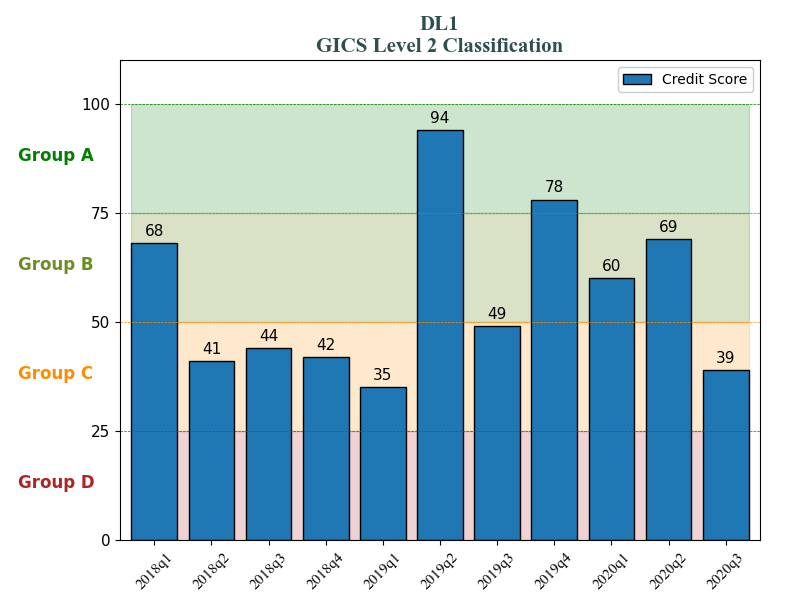 DL1
GICS Level 2 Classification
Credit Score
100
Group A
94
78
75
68
69
Group B
60
50
49
41
44
42
35
39
Group C
25
Group D
0
2018q1 2018q2 2018q3 2018q4 2019q1 2019q2 2019q3 2019q4 2020q1 2020q2 2020q3